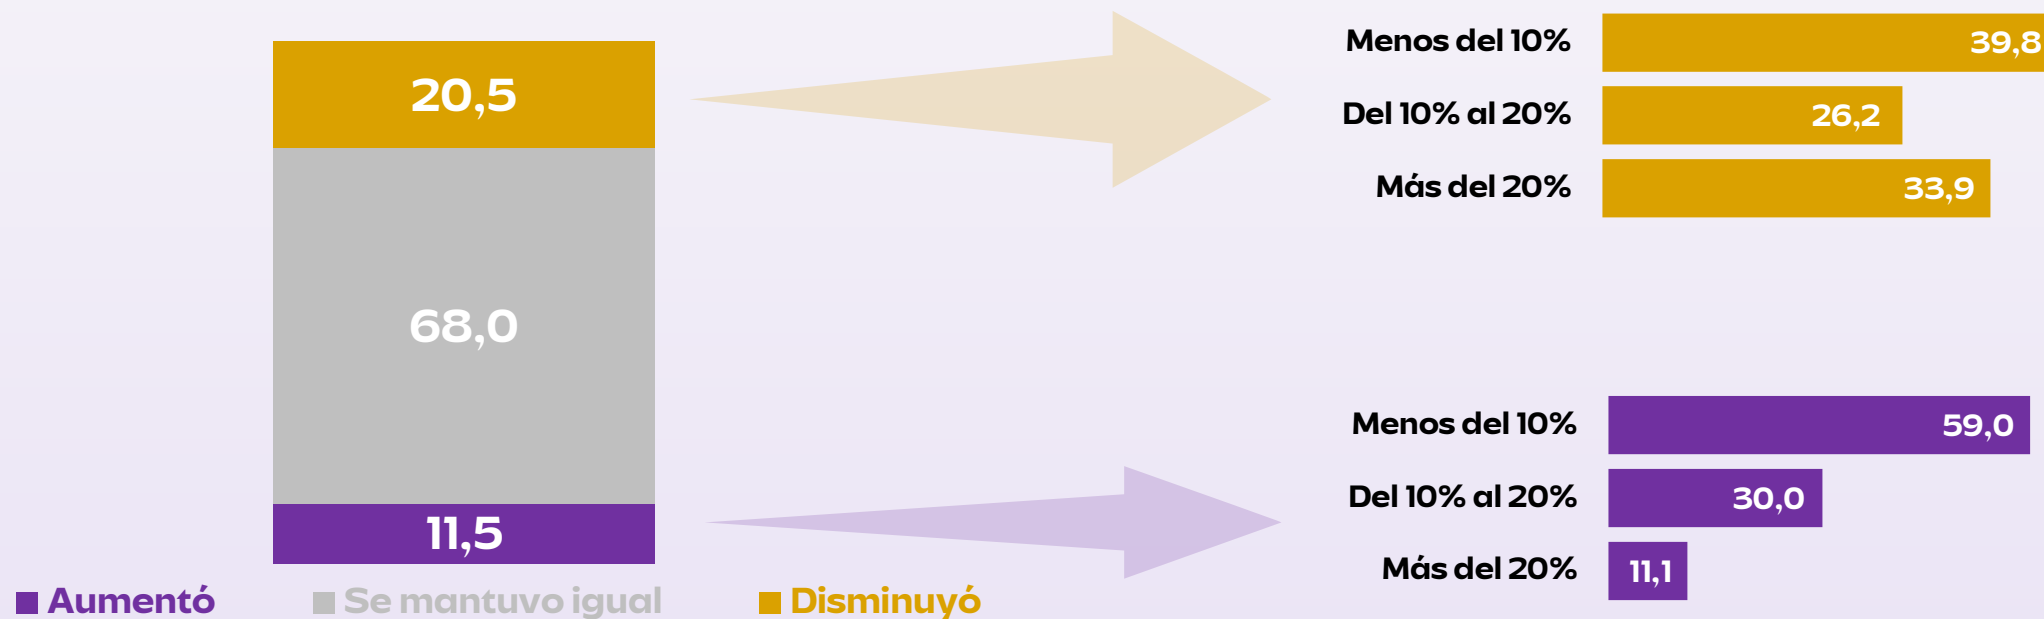 20,5
68,0
11,5
Aumentó
Se mantuvo igual
Disminuyó
Menos del 10% 39,8
Del 10% al 20% 26,2
Más del 20% 33,9
Menos del 10% 59,0
Del 10% al 20% 30,0
Más del 20% 11,1